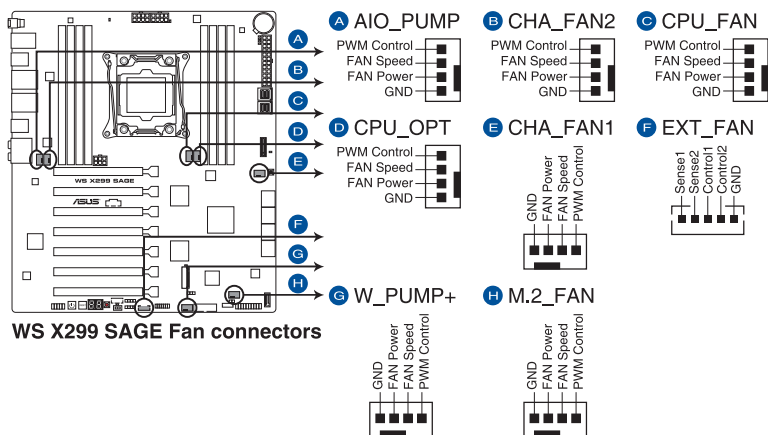 A
B
C
D
E
F
G
H
WS X299 SAGE
ASUS
WS X299 SAGE Fan connectors
A AIO_PUMP
PWM Control
FAN Speed
FAN Power
GND
B CHA_FAN2
PWM Control
FAN Speed
FAN Power
GND
C CPU_FAN
PWM Control
FAN Speed
FAN Power
GND
D CPU_OPT
PWM Control
FAN Speed
FAN Power
GND
E CHA_FAN1
GND
FAN Power
FAN Speed
PWM Control
F EXT_FAN
Sense1
Sense2
Control1
Control2
GND
G W_PUMP+
GND
FAN Power
FAN Speed
PWM Control
H M.2_FAN
GND
FAN Power
FAN Speed
PWM Control